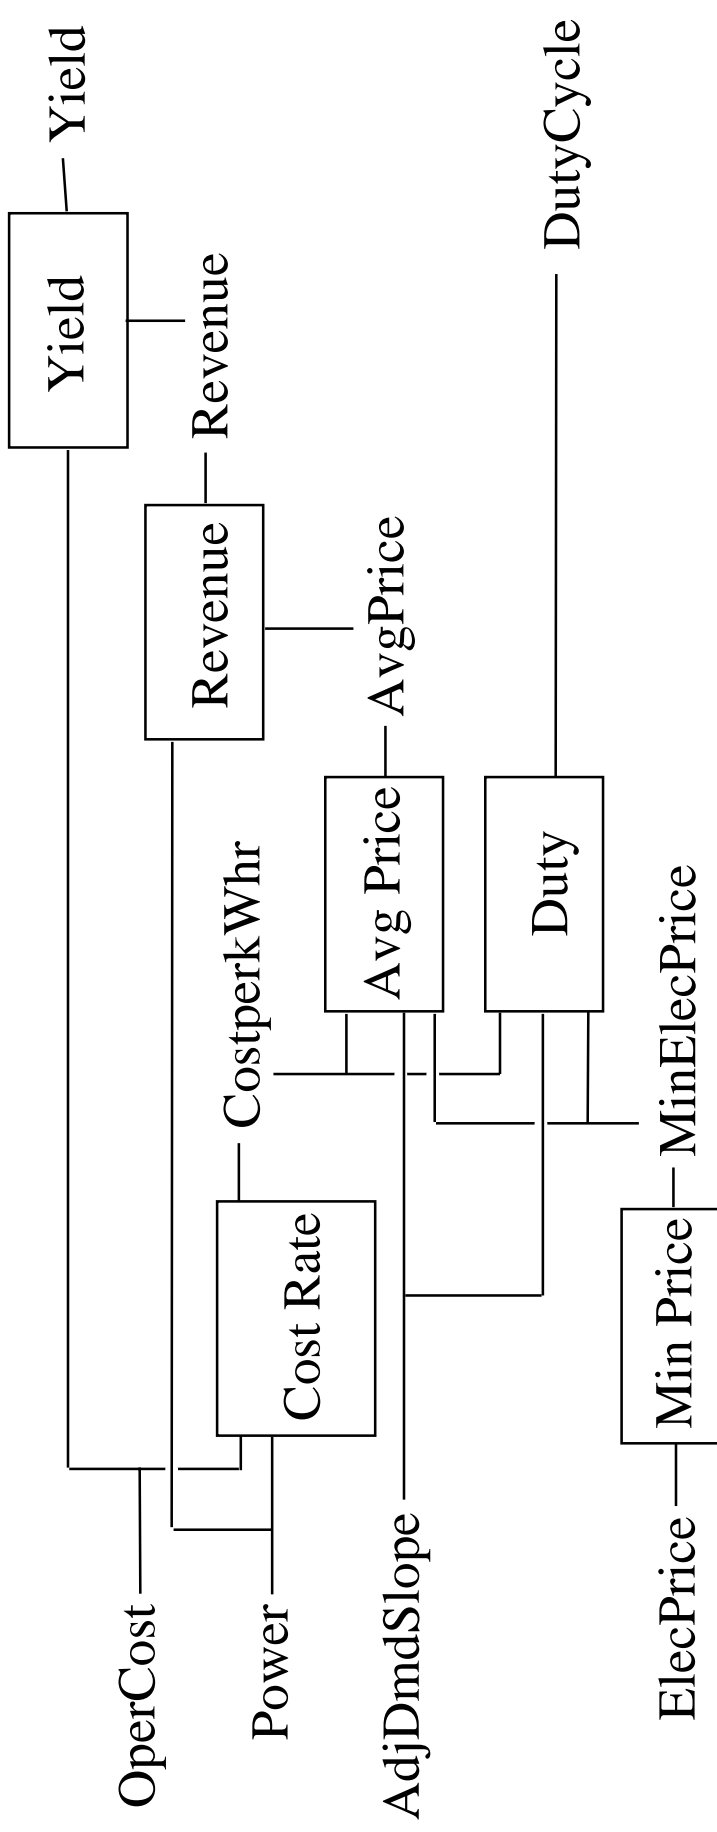 Yield
Yield
Revenue
Revenue
AvgPrice
Avg Price
DutyCycle
Duty
CostperkWhr
Cost Rate
MinElecPrice
Min Price
OperCost
Power
AdjDmdSlope
ElecPrice